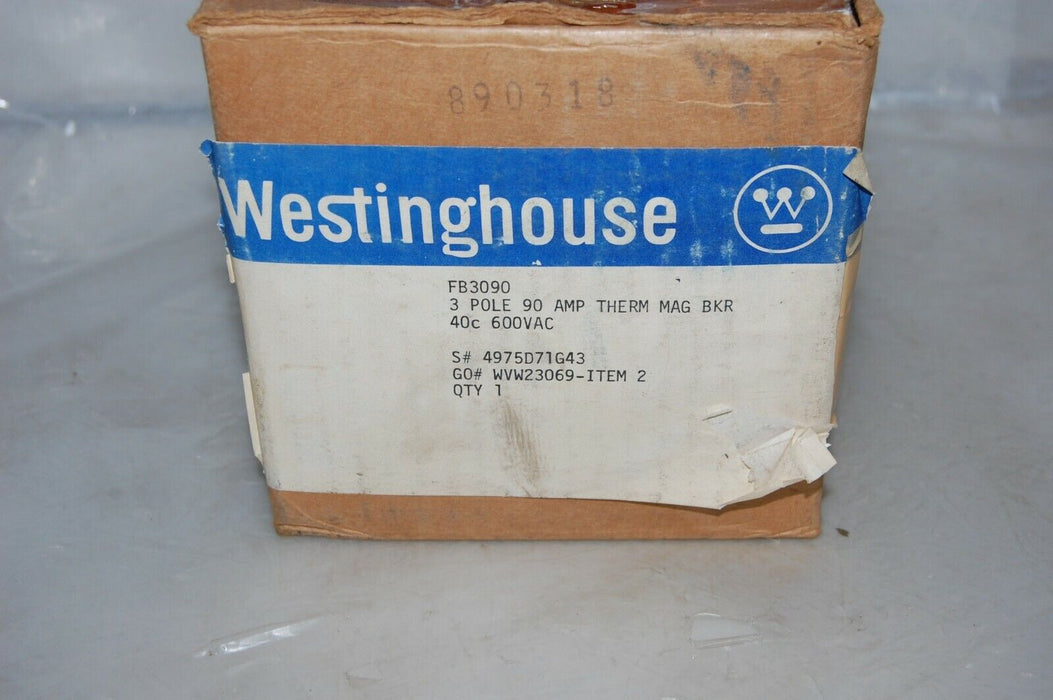 890318
Westinghouse
W
FB3090
3 POLE 90 AMP THERM MAG BKR
40c 600VAC
S# 4975D71G43
GO# WVW23069-ITEM 2
QTY 1